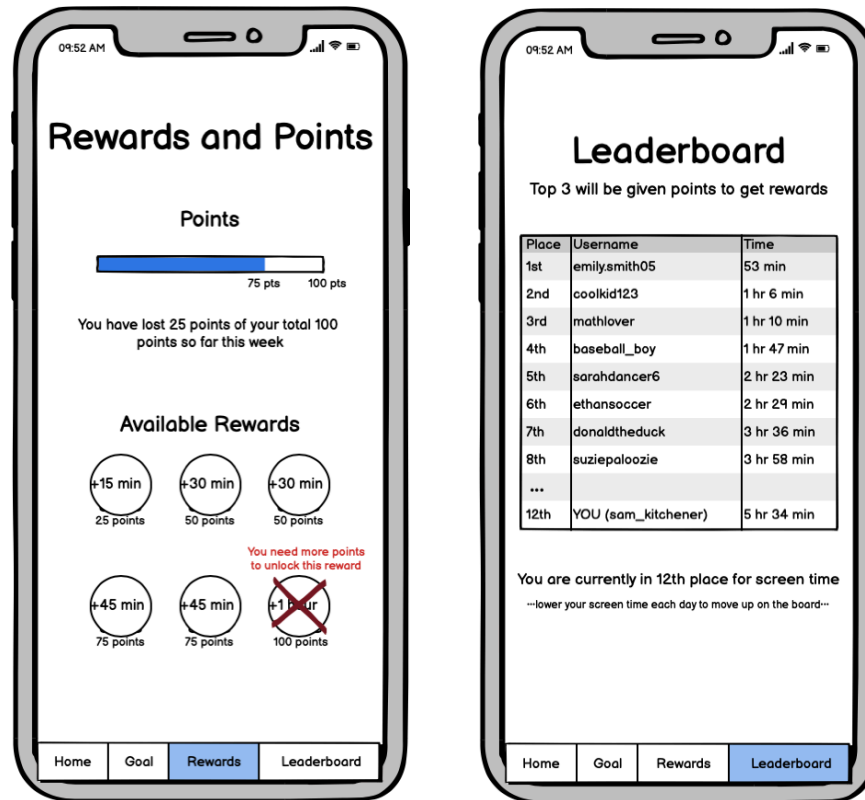 09:52 AM
Rewards and Points
Points
75 pts 100 pts
You have lost 25 points of your total 100
points so far this week
Available Rewards
+15 min +30 min +30 min
25 points 50 points 50 points
You need more points
to unlock this reward
+45 min +45 min +1 hour
75 points 75 points 100 points
Home Goal Rewards Leaderboard
09:52 AM
Leaderboard
Top 3 will be given points to get rewards
Place Username Time
1st emily.smith05 53 min
2nd coolkid123 1 hr 6 min
3rd mathlover 1 hr 10 min
4th baseball_boy 1 hr 47 min
5th sarahdancer6 2 hr 23 min
6th ethansoccer 2 hr 29 min
7th donaldtheduck 3 hr 36 min
8th suziepaloozie 3 hr 58 min
...
12th YOU (sam_kitchener) 5 hr 34 min
You are currently in 12th place for screen time
---lower your screen time each day to move up on the board---
Home Goal Rewards Leaderboard